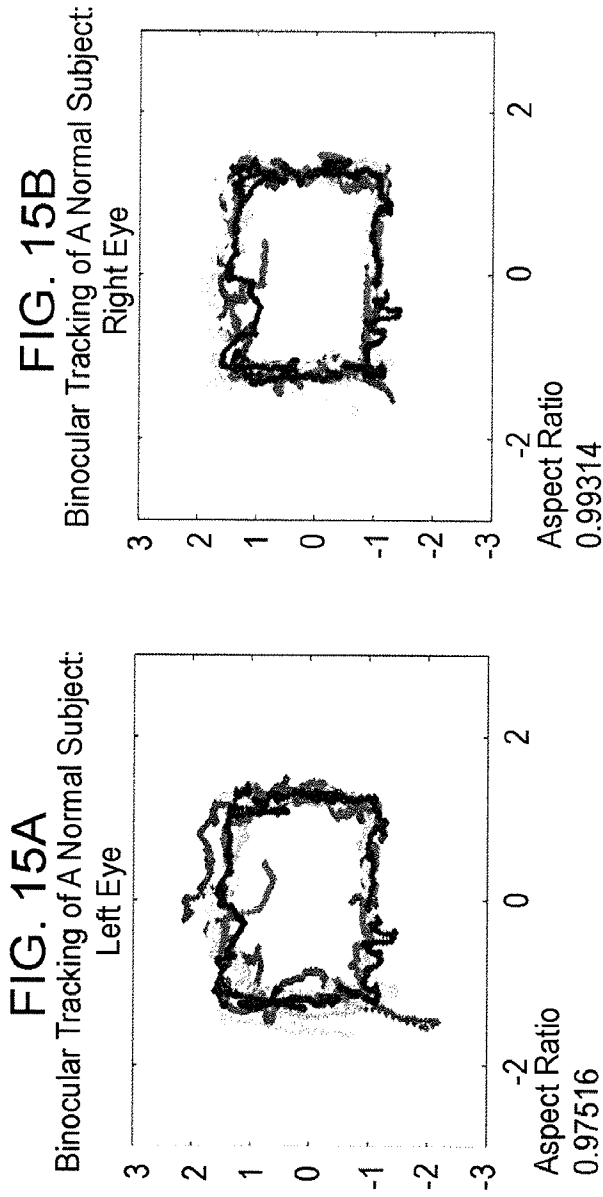 FIG. 15A
Binocular Tracking of A Normal Subject:
Left Eye
3
2
1
0
-1
-2
-3
-2
0
2
Aspect Ratio
0.97516
FIG. 15B
Binocular Tracking of A Normal Subject:
Right Eye
3
2
1
0
-1
-2
-3
-2
0
2
Aspect Ratio
0.99314